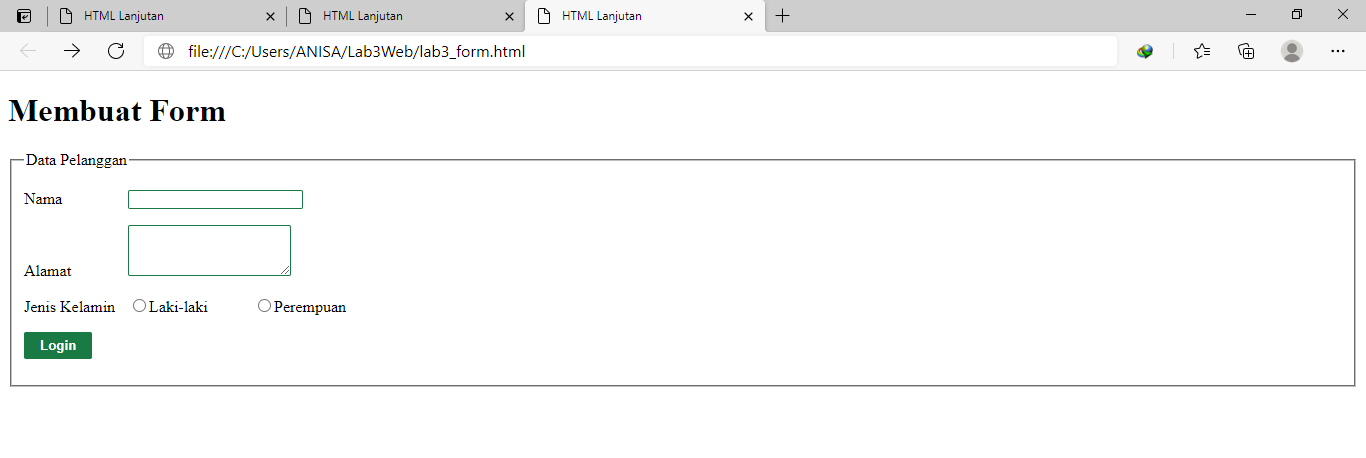 HTML Lanjutan HTML Lanjutan HTML Lanjutan
file:///C:/Users/ANISA/Lab3Web/lab3_form.html
Membuat Form
Data Pelanggan
Nama
Alamat
Jenis Kelamin Laki-laki Perempuan
Login